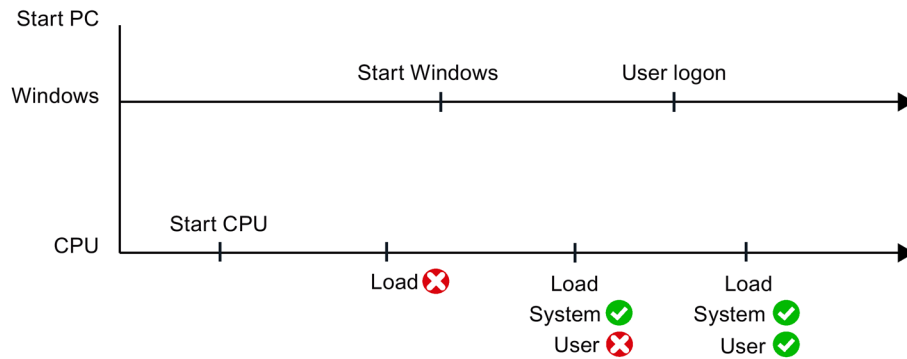 Start PC
Start Windows
User logon
Windows
Start CPU
CPU
Load
Load
Load
System
System
User
User